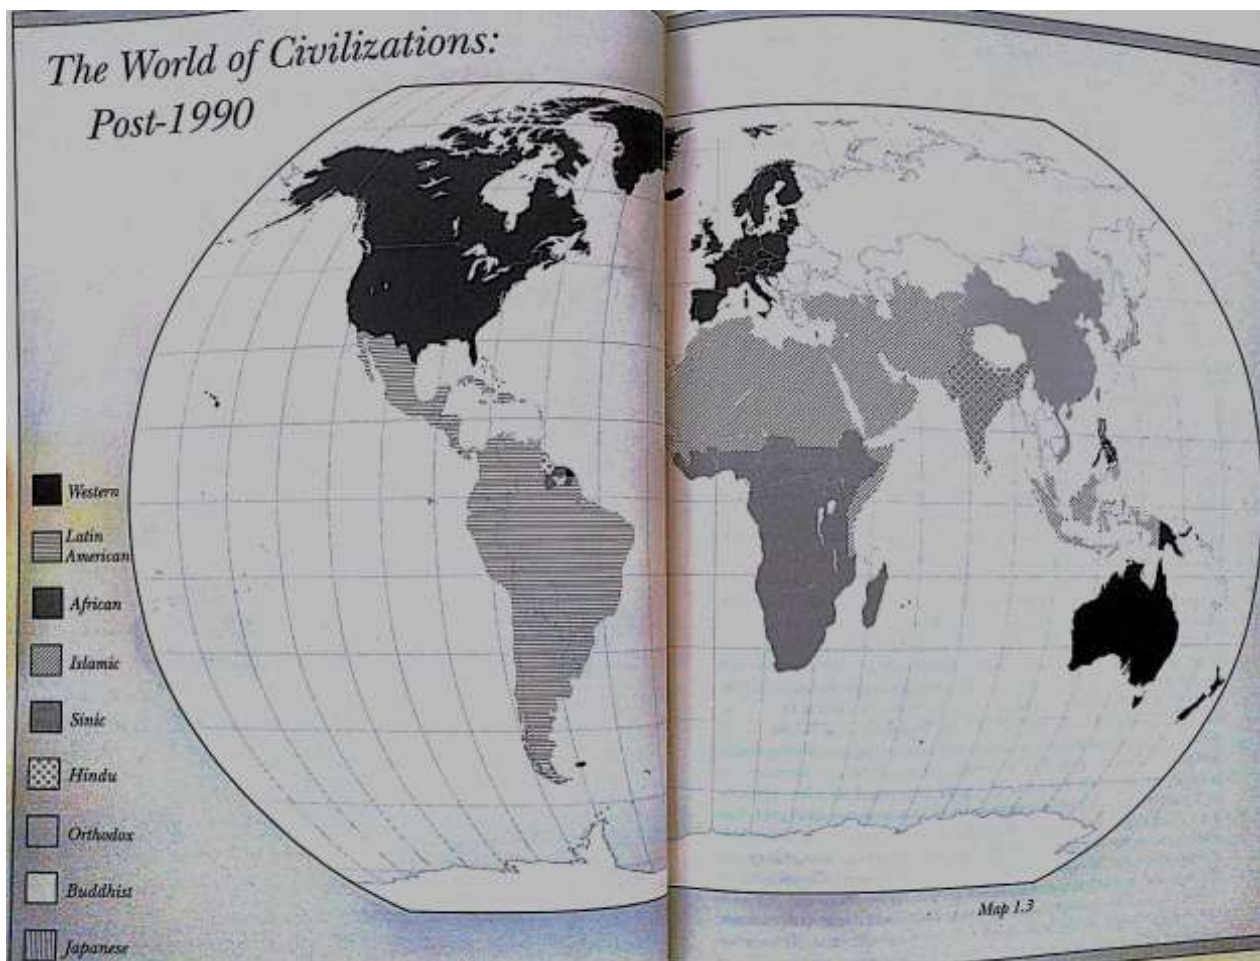 The World of Civilizations:
Post-1990
Western
Latin
American
African
Islamic
Sinic
Hindu
Orthodox
Buddhist
Japanese
Map 1.3